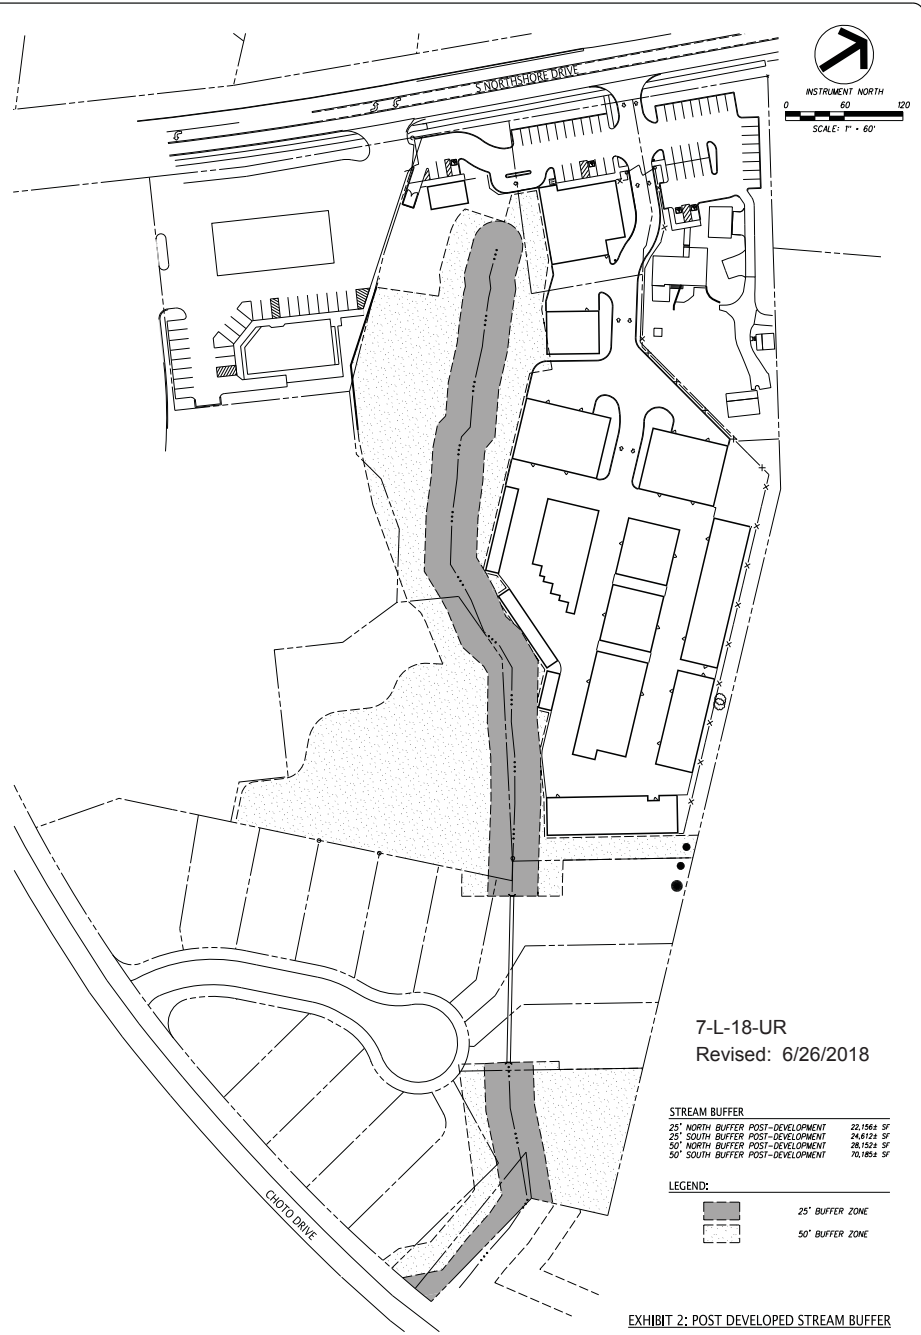 S NORTHSHORE DRIVE
INSTRUMENT NORTH
0 60 120
SCALE: 1" - 60'
7-L-18-UR
Revised: 6/26/2018
STREAM BUFFER
25' NORTH BUFFER POST-DEVELOPMENT 22,156± SF
25' SOUTH BUFFER POST-DEVELOPMENT 24,612± SF
50' NORTH BUFFER POST-DEVELOPMENT 28,152± SF
50' SOUTH BUFFER POST-DEVELOPMENT 70,185± SF
LEGEND:
25' BUFFER ZONE
50' BUFFER ZONE
CHOTO DRIVE
EXHIBIT 2: POST DEVELOPED STREAM BUFFER